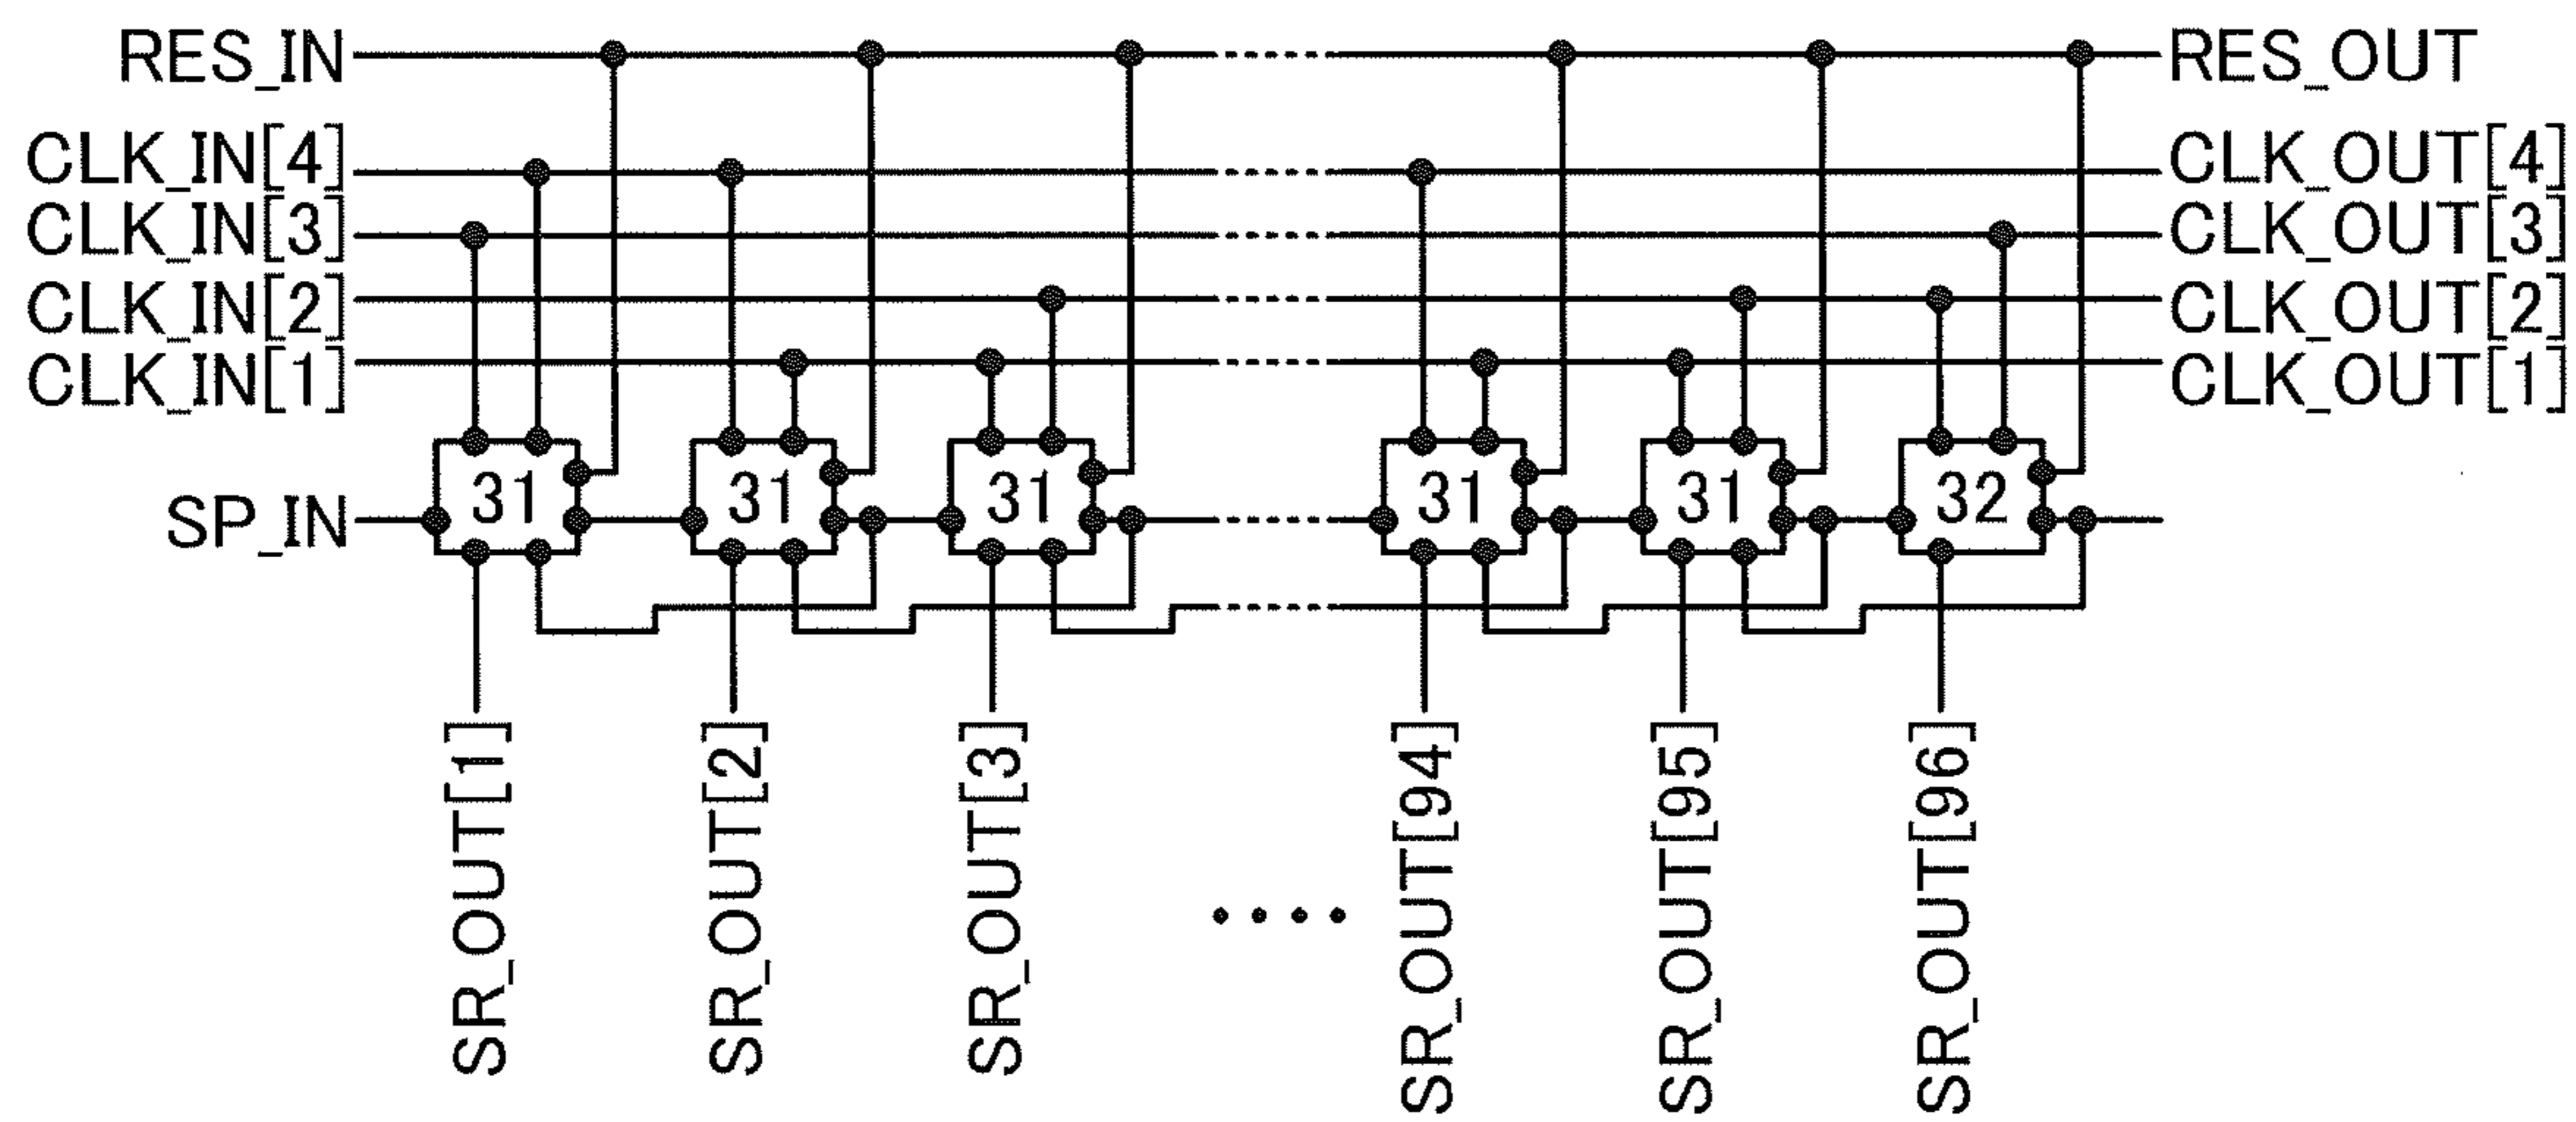 RES_IN
RES_OUT
CLK_IN[4]
CLK_OUT[4]
CLK_IN[3]
CLK_OUT[3]
CLK_IN[2]
CLK_OUT[2]
CLK_IN[1]
CLK_OUT[1]
SP_IN
31
31
31
31
31
32
SR_OUT[1]
SR_OUT[2]
SR_OUT[3]
SR_OUT[94]
SR_OUT[95]
SR_OUT[96]